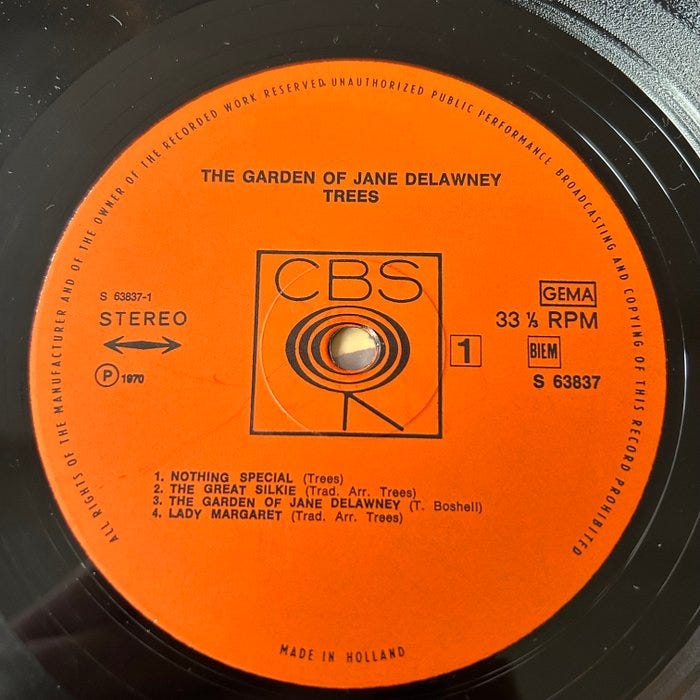 ALL RIGHTS OF THE MANUFACTURER AND OF THE OWNER OF THE RECORDED WORK RESERVED. UNAUTHORIZED PUBLIC PERFORMANCE BROADCASTING AND COPYING OF THIS RECORD PROHIBITED
THE GARDEN OF JANE DELAWNEY
TREES
CBS
S 63837-1
STEREO
Ⓟ 1970
1
GEMA
33 ⅓ RPM
BIEM
S 63837
1. NOTHING SPECIAL (Trees)
2. THE GREAT SILKIE (Trad. Arr. Trees)
3. THE GARDEN OF JANE DELAWNEY (T. Boshell)
4. LADY MARGARET (Trad. Arr. Trees)
MADE IN HOLLAND